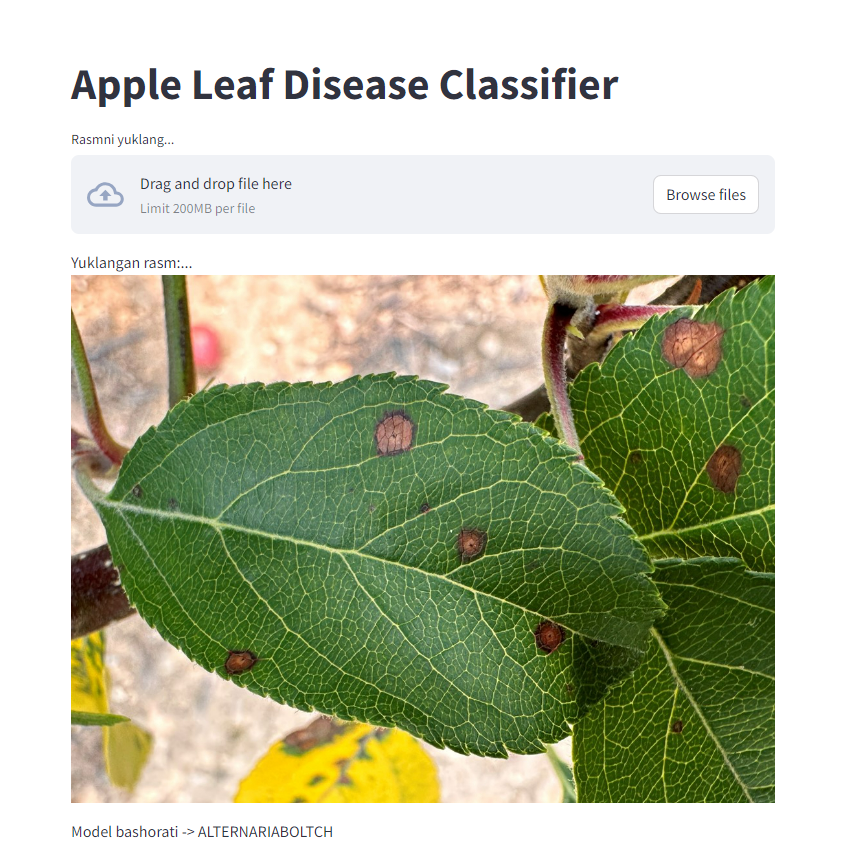 Apple Leaf Disease Classifier
Rasmni yuklang...
Drag and drop file here
Limit 200MB per file
Browse files
Yuklangan rasm:...
Model bashorati -> ALTERNARIABOLTCH